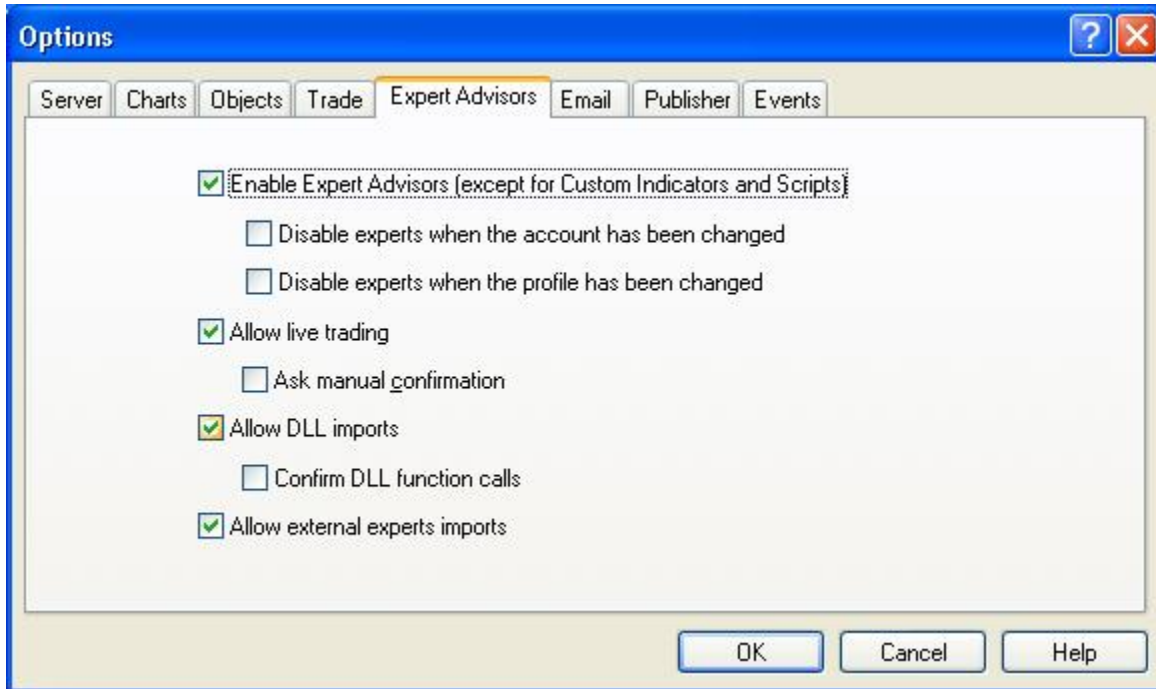 Options
Server Charts Objects Trade Expert Advisors Email Publisher Events
Enable Expert Advisors (except for Custom Indicators and Scripts)
Disable experts when the account has been changed
Disable experts when the profile has been changed
Allow live trading
Ask manual confirmation
Allow DLL imports
Confirm DLL function calls
Allow external experts imports
OK Cancel Help